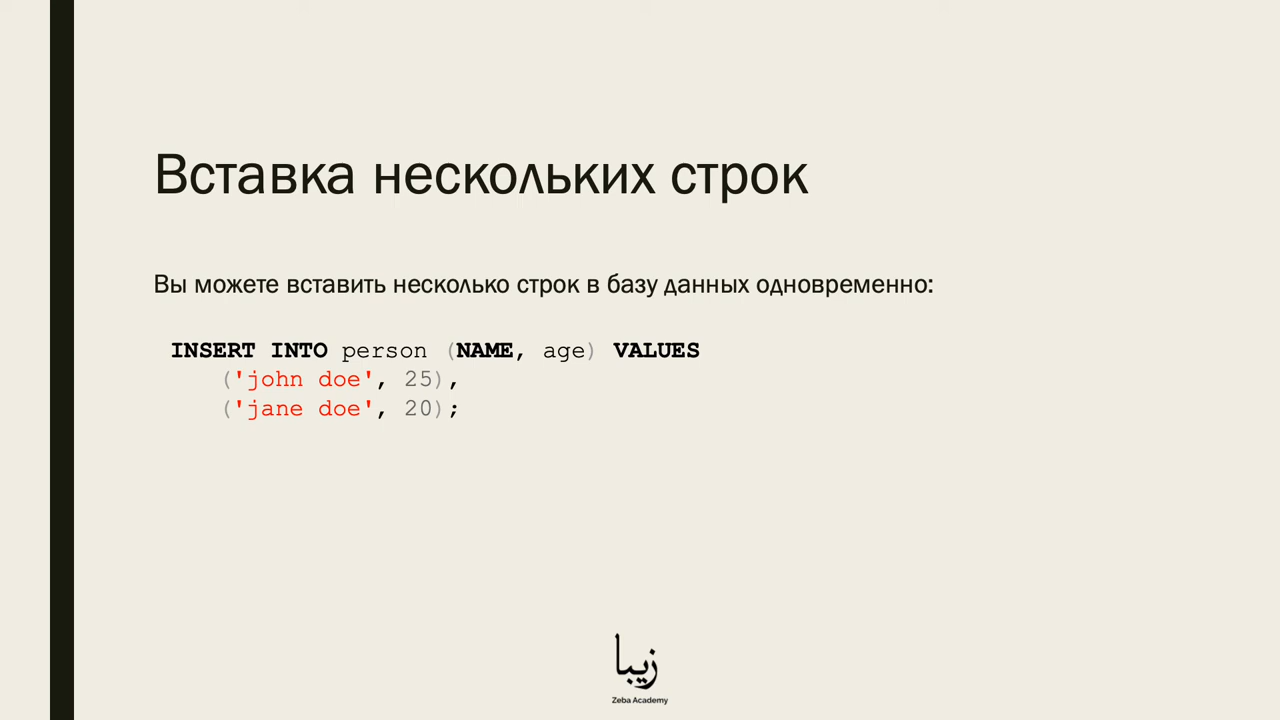 Вставка нескольких строк
Вы можете вставить несколько строк в базу данных одновременно:
INSERT INTO person (NAME, age) VALUES
('john doe', 25),
('jane doe', 20);
زيبا
Zeba Academy